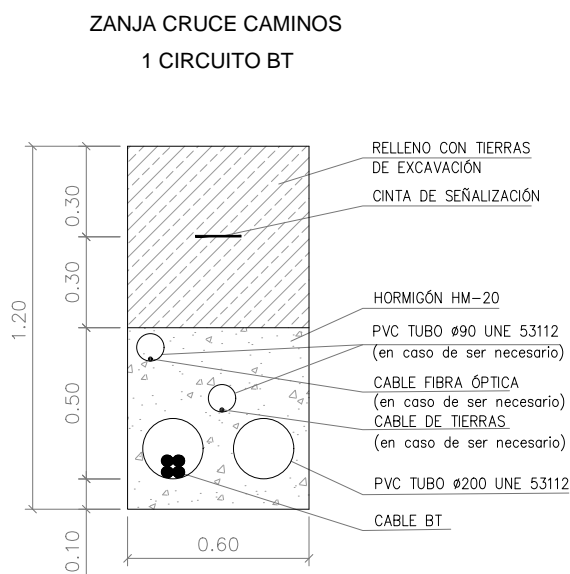 ZANJA CRUCE CAMINOS
1 CIRCUITO BT
RELLENO CON TIERRAS
DE EXCAVACIÓN
CINTA DE SEÑALIZACIÓN
0.30
0.30
1.20
HORMIGÓN HM-20
PVC TUBO Ø90 UNE 53112
(en caso de ser necesario)
CABLE FIBRA ÓPTICA
(en caso de ser necesario)
CABLE DE TIERRAS
(en caso de ser necesario)
0.50
PVC TUBO Ø200 UNE 53112
CABLE BT
0.10
0.60